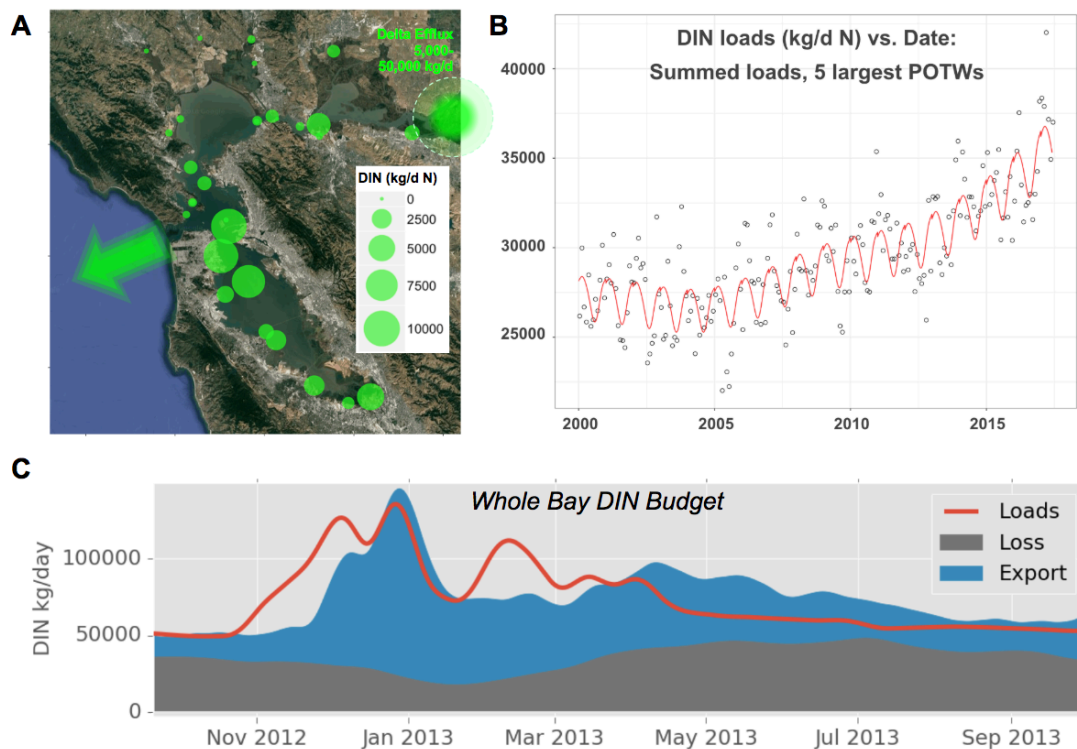 A
Delta Efflux
5,000-
50,000 kg/d
DIN (kg/d N)
0
2500
5000
7500
10000
B
DIN loads (kg/d N) vs. Date:
Summed loads, 5 largest POTWs
40000
35000
30000
25000
2000
2005
2010
2015
C
Whole Bay DIN Budget
Loads
Loss
Export
DIN kg/day
100000
50000
0
Nov 2012
Jan 2013
Mar 2013
May 2013
Jul 2013
Sep 2013